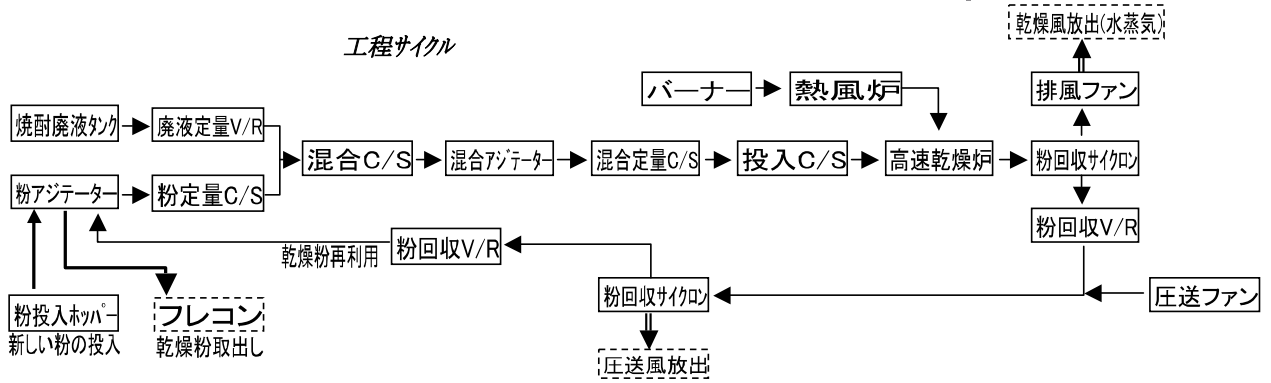 乾燥風放出(水蒸気)
工程サイクル
バーナー
熱風炉
排風ファン
焼酎廃液タンク
廃液定量V/R
混合C/S
混合アジテーター
混合定量C/S
投入C/S
高速乾燥炉
粉回収サイクロン
粉アジテーター
粉定量C/S
粉回収V/R
乾燥粉再利用
粉回収V/R
粉投入ホッパー
新しい粉の投入
フレコン
乾燥粉取出し
粉回収サイクロン
圧送ファン
圧送風放出